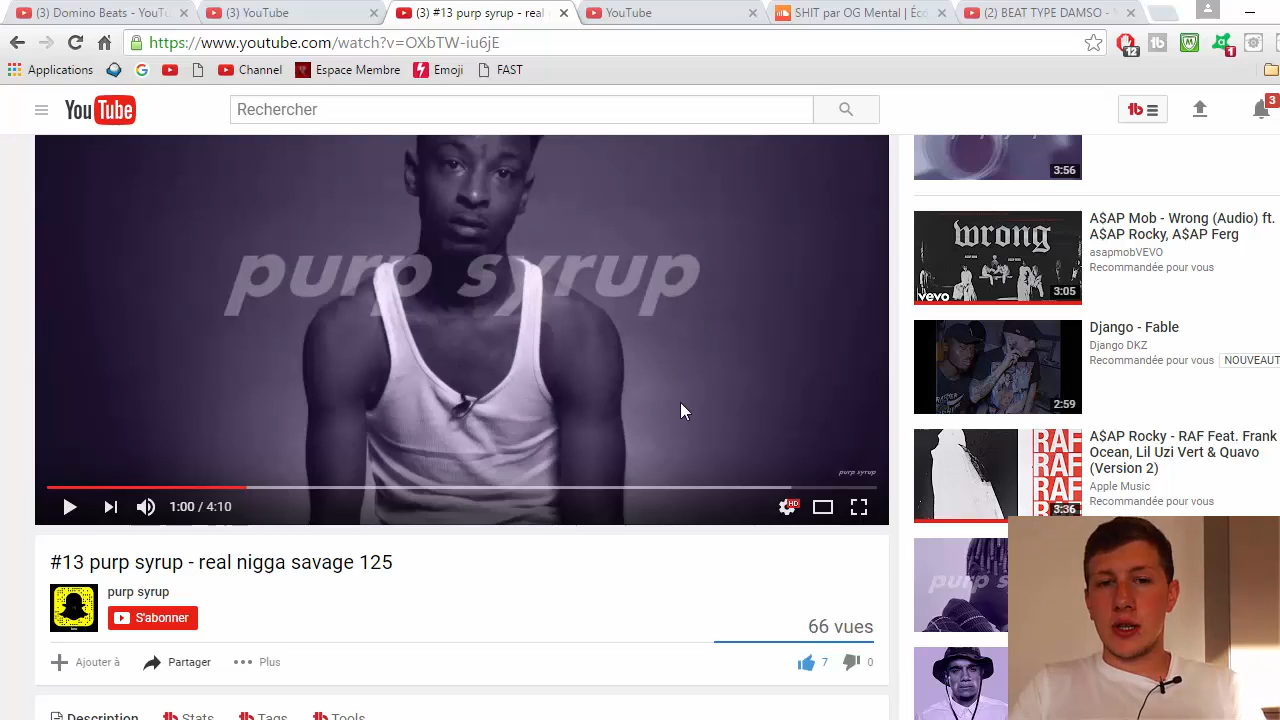 (3) Domino Beats - YouTu
(3) YouTube
(3) #13 purp syrup - real
YouTube
SHIT par OG Mental | Eco
(2) BEAT TYPE DAMSO -
https://www.youtube.com/watch?v=OXbTW-iu6jE
12
1
Applications
Channel
Espace Membre
Emoji
FAST
YouTube
Rechercher
3
purp syrup
purp syrup
1:00 / 4:10
HD
#13 purp syrup - real nigga savage 125
purp syrup
S'abonner
66 vues
Ajouter à
Partager
Plus
7
0
Description
Stats
Tags
Tools
3:56
wrong
vevo
3:05
A$AP Mob - Wrong (Audio) ft.
A$AP Rocky, A$AP Ferg
asapmobVEVO
Recommandée pour vous
2:59
Django - Fable
Django DKZ
Recommandée pour vous
NOUVEAUT
RAF
RAF
RAF
3:36
A$AP Rocky - RAF Feat. Frank
Ocean, Lil Uzi Vert & Quavo
(Version 2)
Apple Music
Recommandée pour vous
purp s